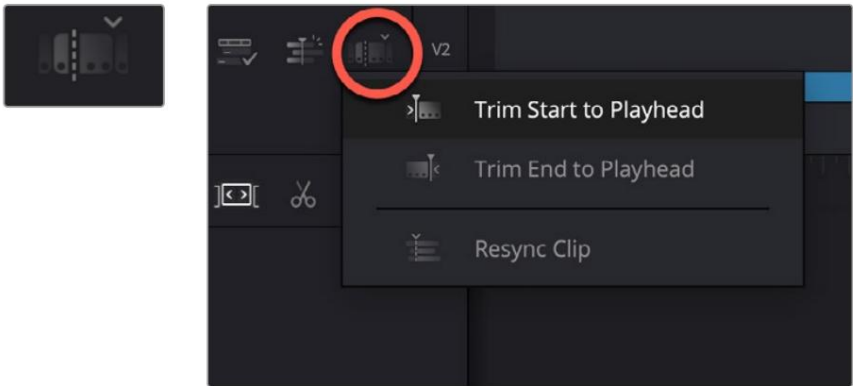 V2
Trim Start to Playhead
Trim End to Playhead
Resync Clip